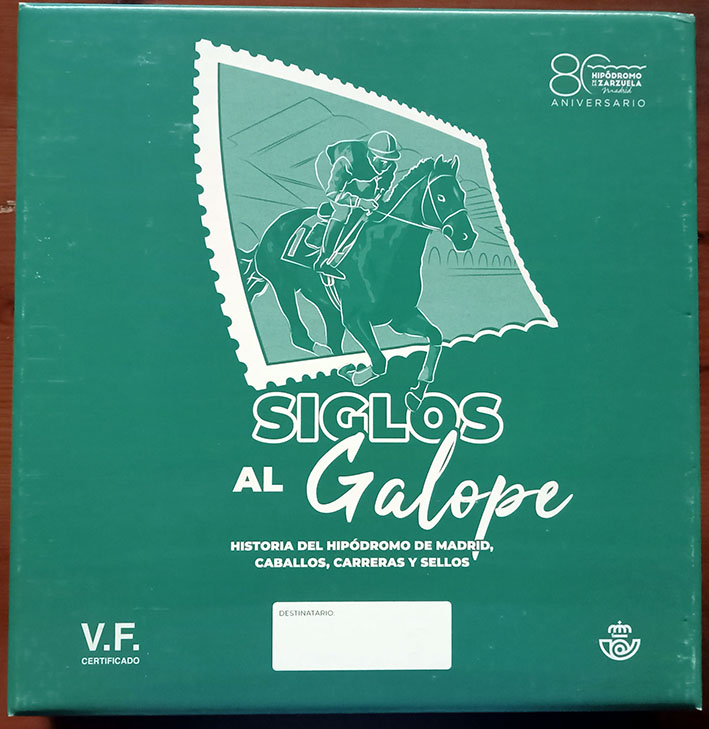 80
HIPÓDROMO
DE LA ZARZUELA
Madrid
ANIVERSARIO
SIGLOS
AL Galope
HISTORIA DEL HIPÓDROMO DE MADRID,
CABALLOS, CARRERAS Y SELLOS
DESTINATARIO:
V.F.
CERTIFICADO